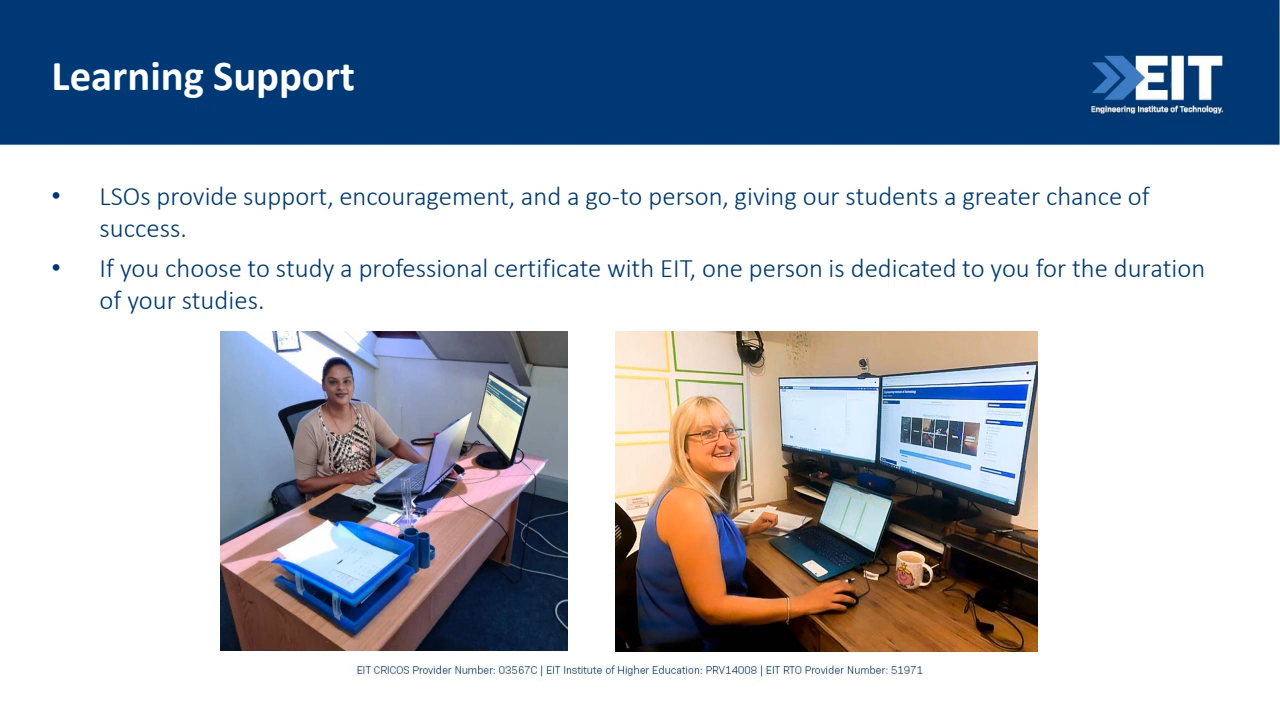 Learning Support
EIT
Engineering Institute of Technology.
• LSOs provide support, encouragement, and a go-to person, giving our students a greater chance of
success.
• If you choose to study a professional certificate with EIT, one person is dedicated to you for the duration
of your studies.
EIT CRICOS Provider Number: 03567C | EIT Institute of Higher Education: PRV14008 | EIT RTO Provider Number: 51971